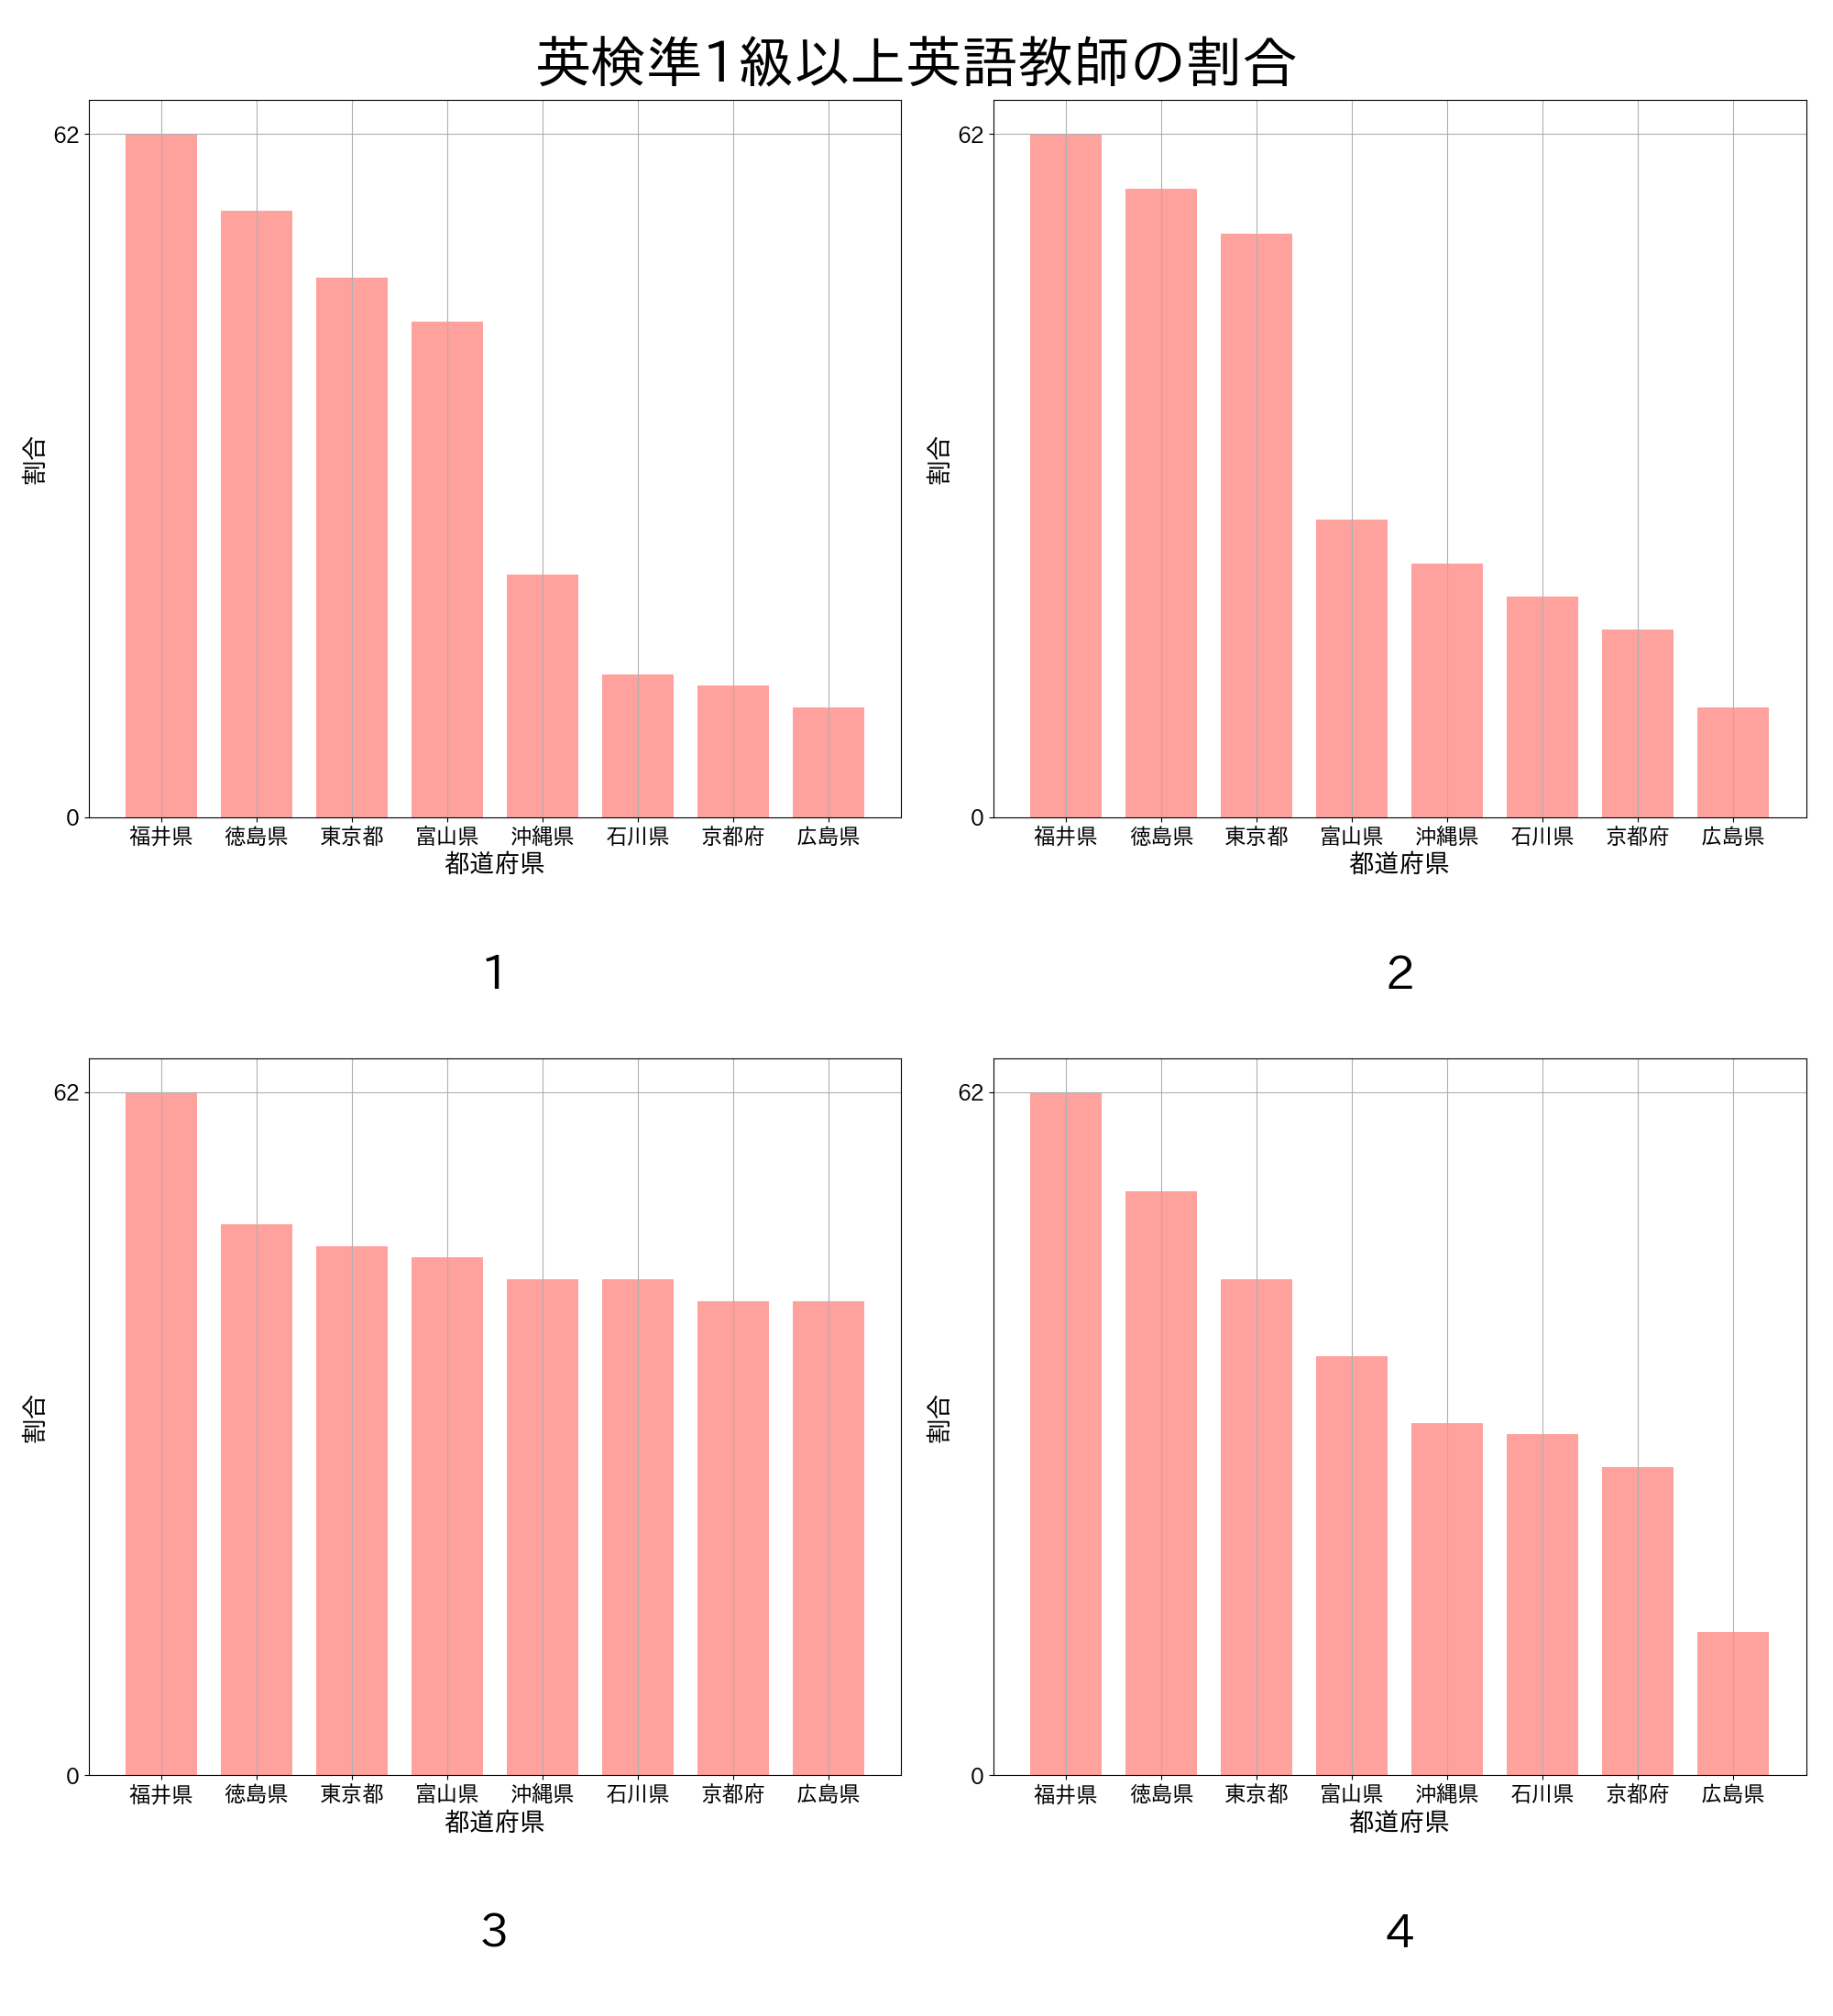 英検準1級以上英語教師の割合
62
0
割合
福井県 徳島県 東京都 富山県 沖縄県 石川県 京都府 広島県
都道府県
1
62
0
割合
福井県 徳島県 東京都 富山県 沖縄県 石川県 京都府 広島県
都道府県
2
62
0
割合
福井県 徳島県 東京都 富山県 沖縄県 石川県 京都府 広島県
都道府県
3
62
0
割合
福井県 徳島県 東京都 富山県 沖縄県 石川県 京都府 広島県
都道府県
4